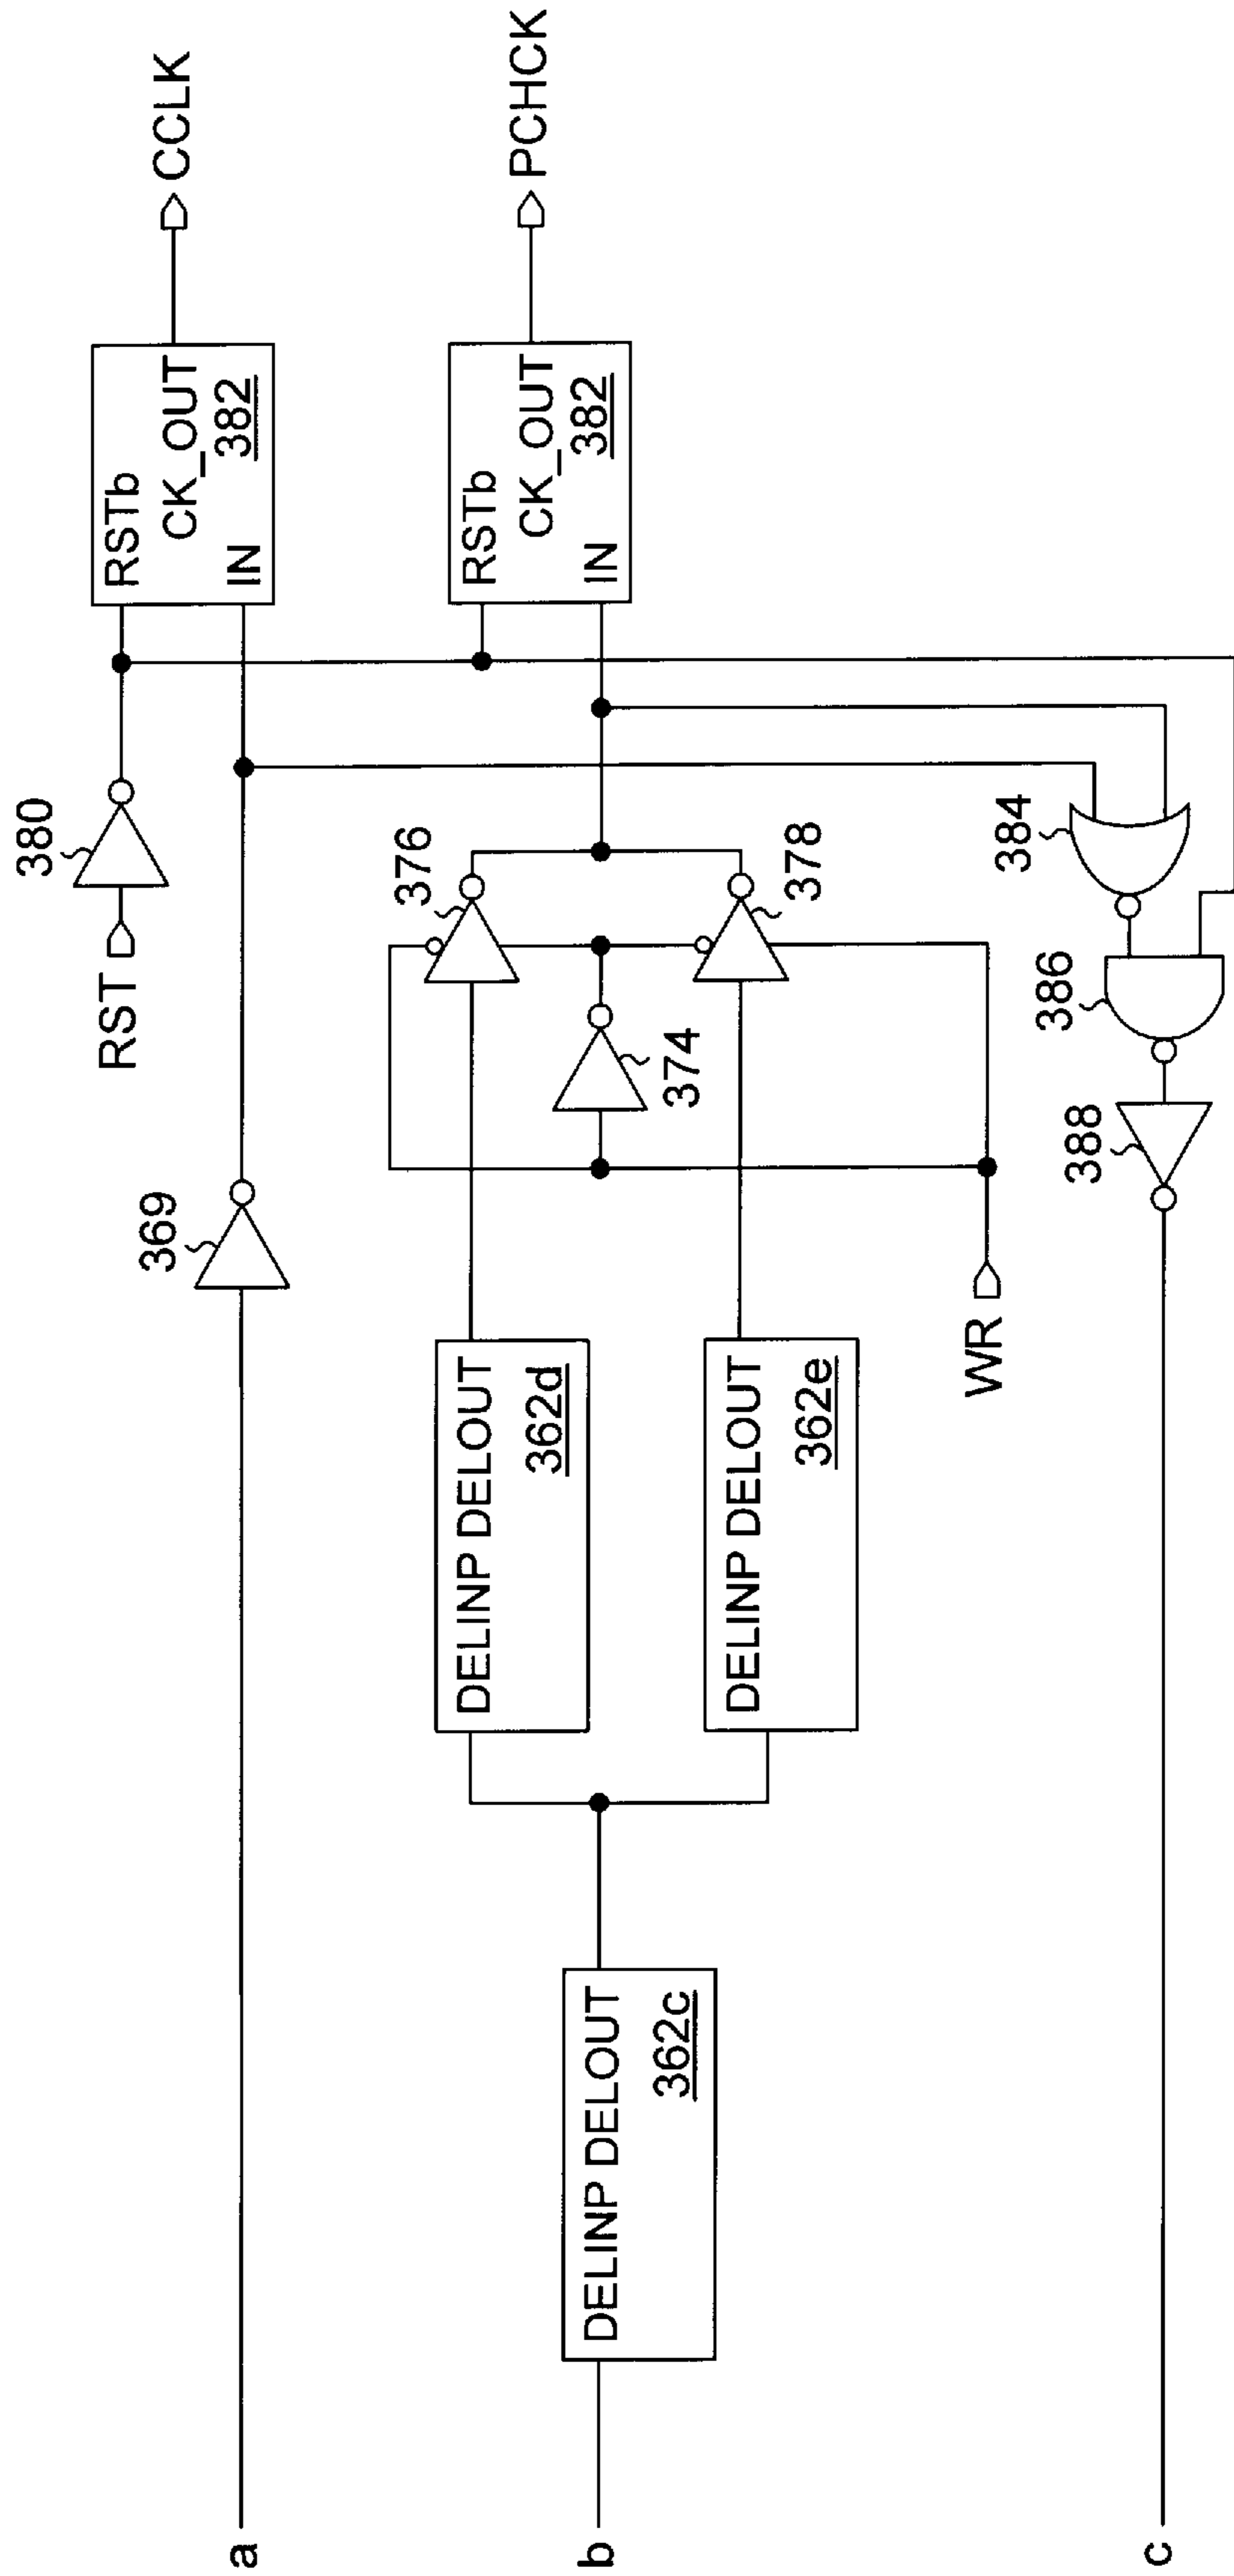 RST
380
RSTb
CK_OUT
382
IN
CCLK
a
369
b
DELINP DELOUT
362c
DELINP DELOUT
362d
DELINP DELOUT
362e
374
376
378
WR
RSTb
CK_OUT
382
IN
PCHCK
384
386
388
c